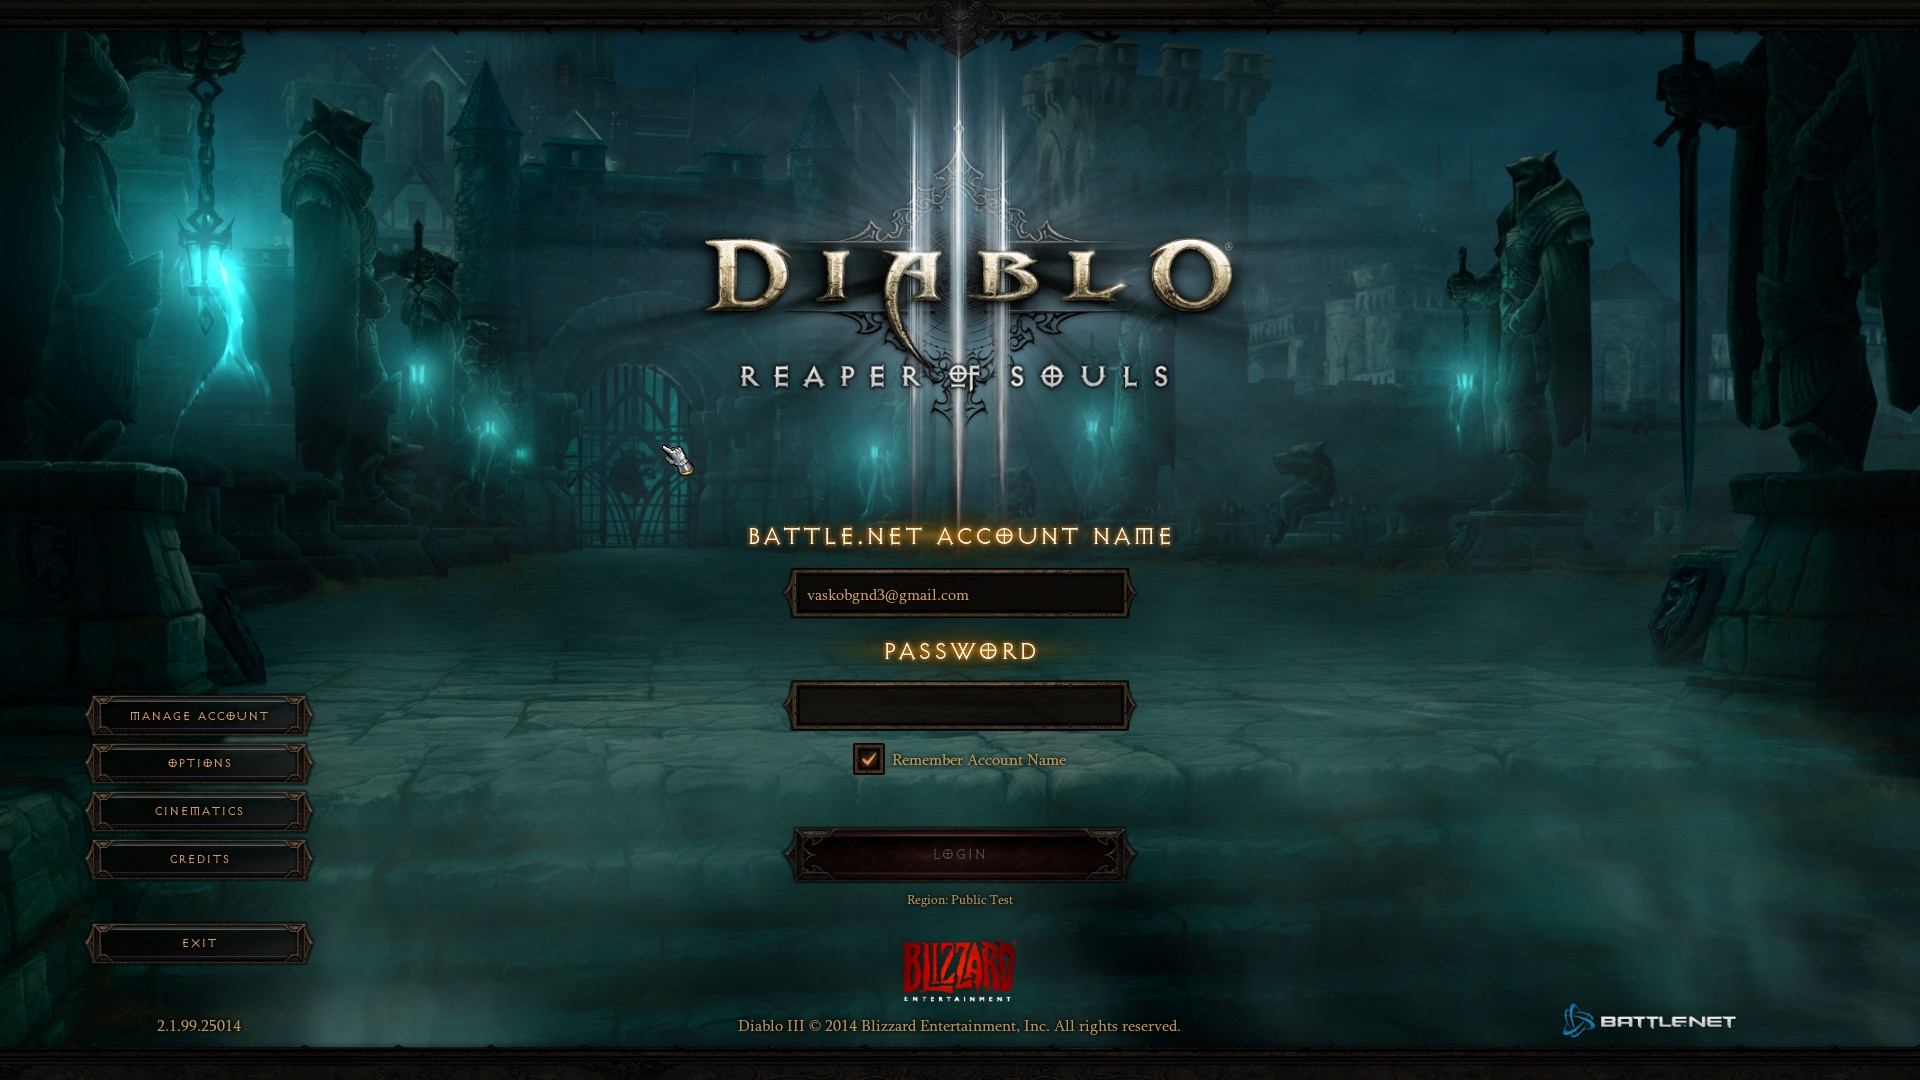 DIABLO®
REAPER OF SOULS
BATTLE.NET ACCOUNT NAME
vaskobgnd3@gmail.com
PASSWORD
Remember Account Name
LOGIN
Region: Public Test
MANAGE ACCOUNT
OPTIONS
CINEMATICS
CREDITS
EXIT
BLIZZARD
ENTERTAINMENT
2.1.99.25014
Diablo III © 2014 Blizzard Entertainment, Inc. All rights reserved.
BATTLE.NET